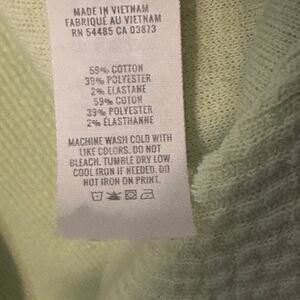 MADE IN VIETNAM
FABRIQUÉ AU VIETNAM
RN 54485 CA 03873
59% COTTON
39% POLYESTER
2% ELASTANE
59% COTON
39% POLYESTER
2% ÉLASTHANNE
MACHINE WASH COLD WITH
LIKE COLORS. DO NOT
BLEACH. TUMBLE DRY LOW.
COOL IRON IF NEEDED. DO
NOT IRON ON PRINT.